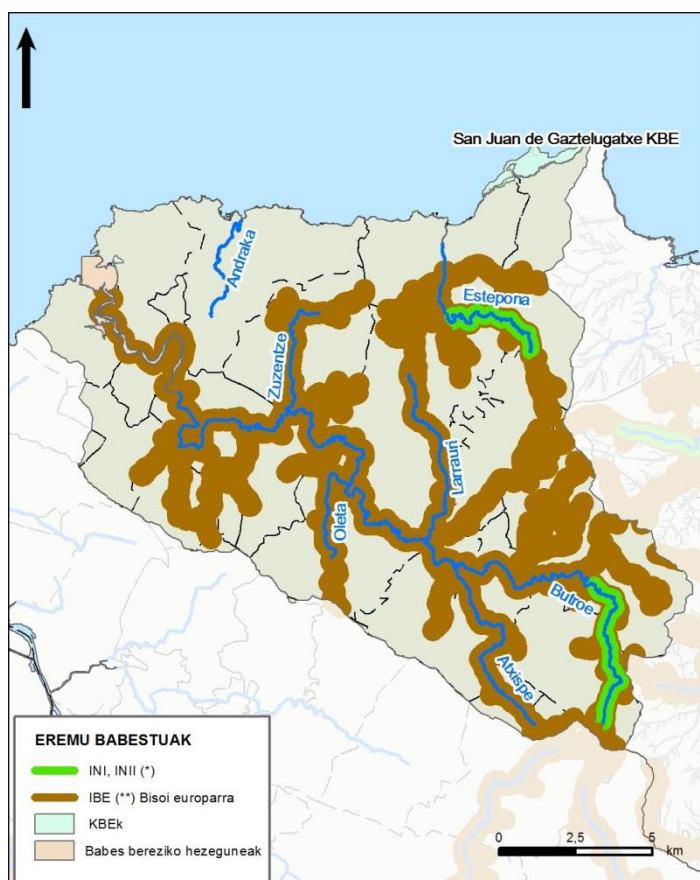 San Juan de Gaztelugatxe KBE
Andraka
Estepona
Zuzentze
Larrauri
Oleta
Butroe
Atxispe
EREMU BABESTUAK
INI, INII (*)
IBE (**) Bisoi europarra
KBEk
Babes bereziko hezeguneak
0 2,5 5
km